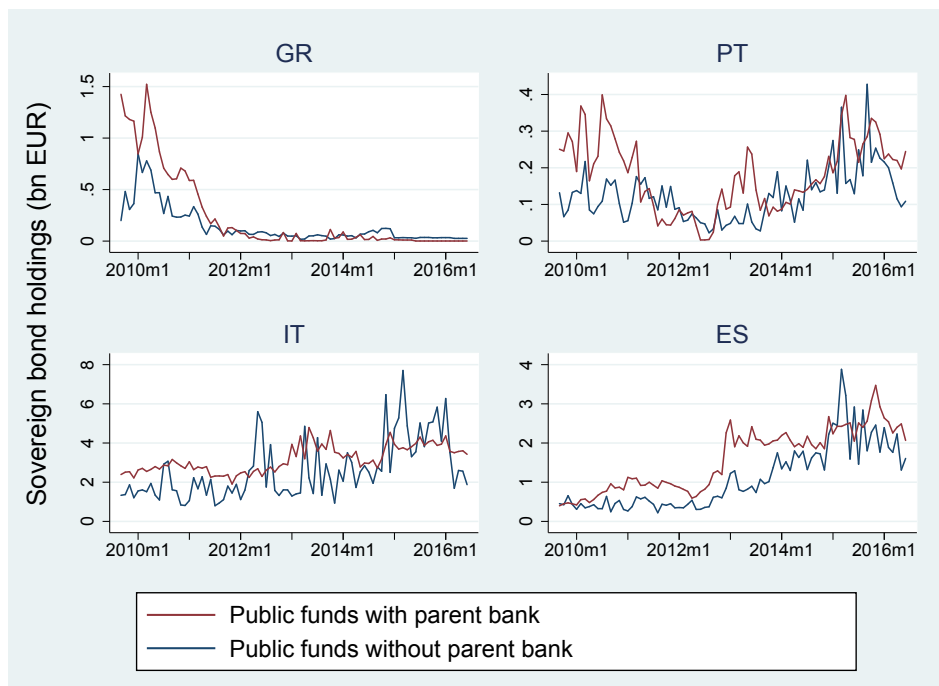 Sovereign bond holdings (bn EUR)
GR
0 .5 1 1.5
2010m1 2012m1 2014m1 2016m1
PT
0 .1 .2 .3 .4
2010m1 2012m1 2014m1 2016m1
IT
0 2 4 6 8
2010m1 2012m1 2014m1 2016m1
ES
0 1 2 3 4
2010m1 2012m1 2014m1 2016m1
Public funds with parent bank
Public funds without parent bank